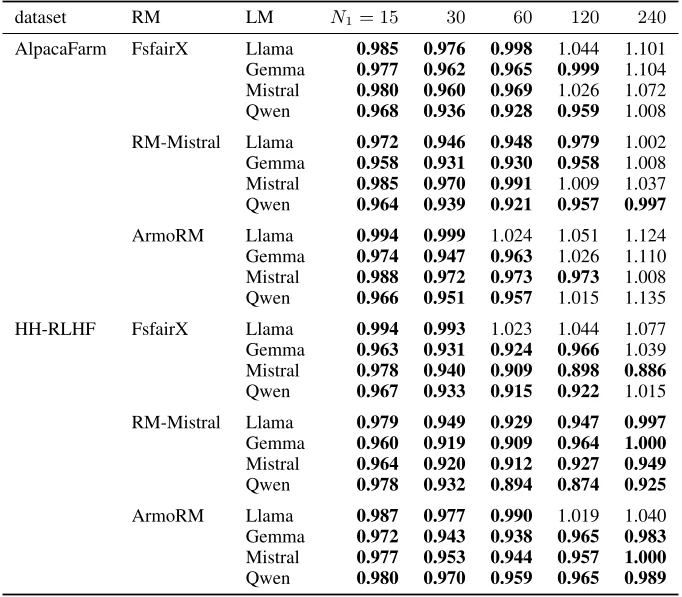 dataset RM LM N₁ = 15 30 60 120 240
AlpacaFarm FsfairX Llama 0.985 0.976 0.998 1.044 1.101
Gemma 0.977 0.962 0.965 0.999 1.104
Mistral 0.980 0.960 0.969 1.026 1.072
Qwen 0.968 0.936 0.928 0.959 1.008
RM-Mistral Llama 0.972 0.946 0.948 0.979 1.002
Gemma 0.958 0.931 0.930 0.958 1.008
Mistral 0.985 0.970 0.991 1.009 1.037
Qwen 0.964 0.939 0.921 0.957 0.997
ArmoRM Llama 0.994 0.999 1.024 1.051 1.124
Gemma 0.974 0.947 0.963 1.026 1.110
Mistral 0.988 0.972 0.973 0.973 1.008
Qwen 0.966 0.951 0.957 1.015 1.135
HH-RLHF FsfairX Llama 0.994 0.993 1.023 1.044 1.077
Gemma 0.963 0.931 0.924 0.966 1.039
Mistral 0.978 0.940 0.909 0.898 0.886
Qwen 0.967 0.933 0.915 0.922 1.015
RM-Mistral Llama 0.979 0.949 0.929 0.947 0.997
Gemma 0.960 0.919 0.909 0.964 1.000
Mistral 0.964 0.920 0.912 0.927 0.949
Qwen 0.978 0.932 0.894 0.874 0.925
ArmoRM Llama 0.987 0.977 0.990 1.019 1.040
Gemma 0.972 0.943 0.938 0.965 0.983
Mistral 0.977 0.953 0.944 0.957 1.000
Qwen 0.980 0.970 0.959 0.965 0.989